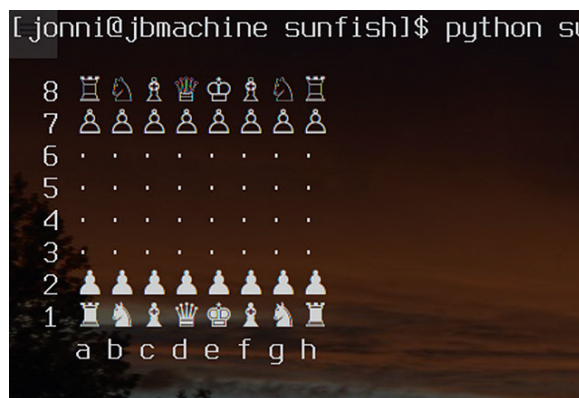 [jonni@jbmachine sunfish]$ python su
8 ♖ ♘ ♗ ♕ ♔ ♗ ♘ ♖
7 ♙ ♙ ♙ ♙ ♙ ♙ ♙ ♙
6 · · · · · · · ·
5 · · · · · · · ·
4 · · · · · · · ·
3 · · · · · · · ·
2 ♟ ♟ ♟ ♟ ♟ ♟ ♟ ♟
1 ♜ ♞ ♝ ♛ ♚ ♝ ♞ ♜
a b c d e f g h